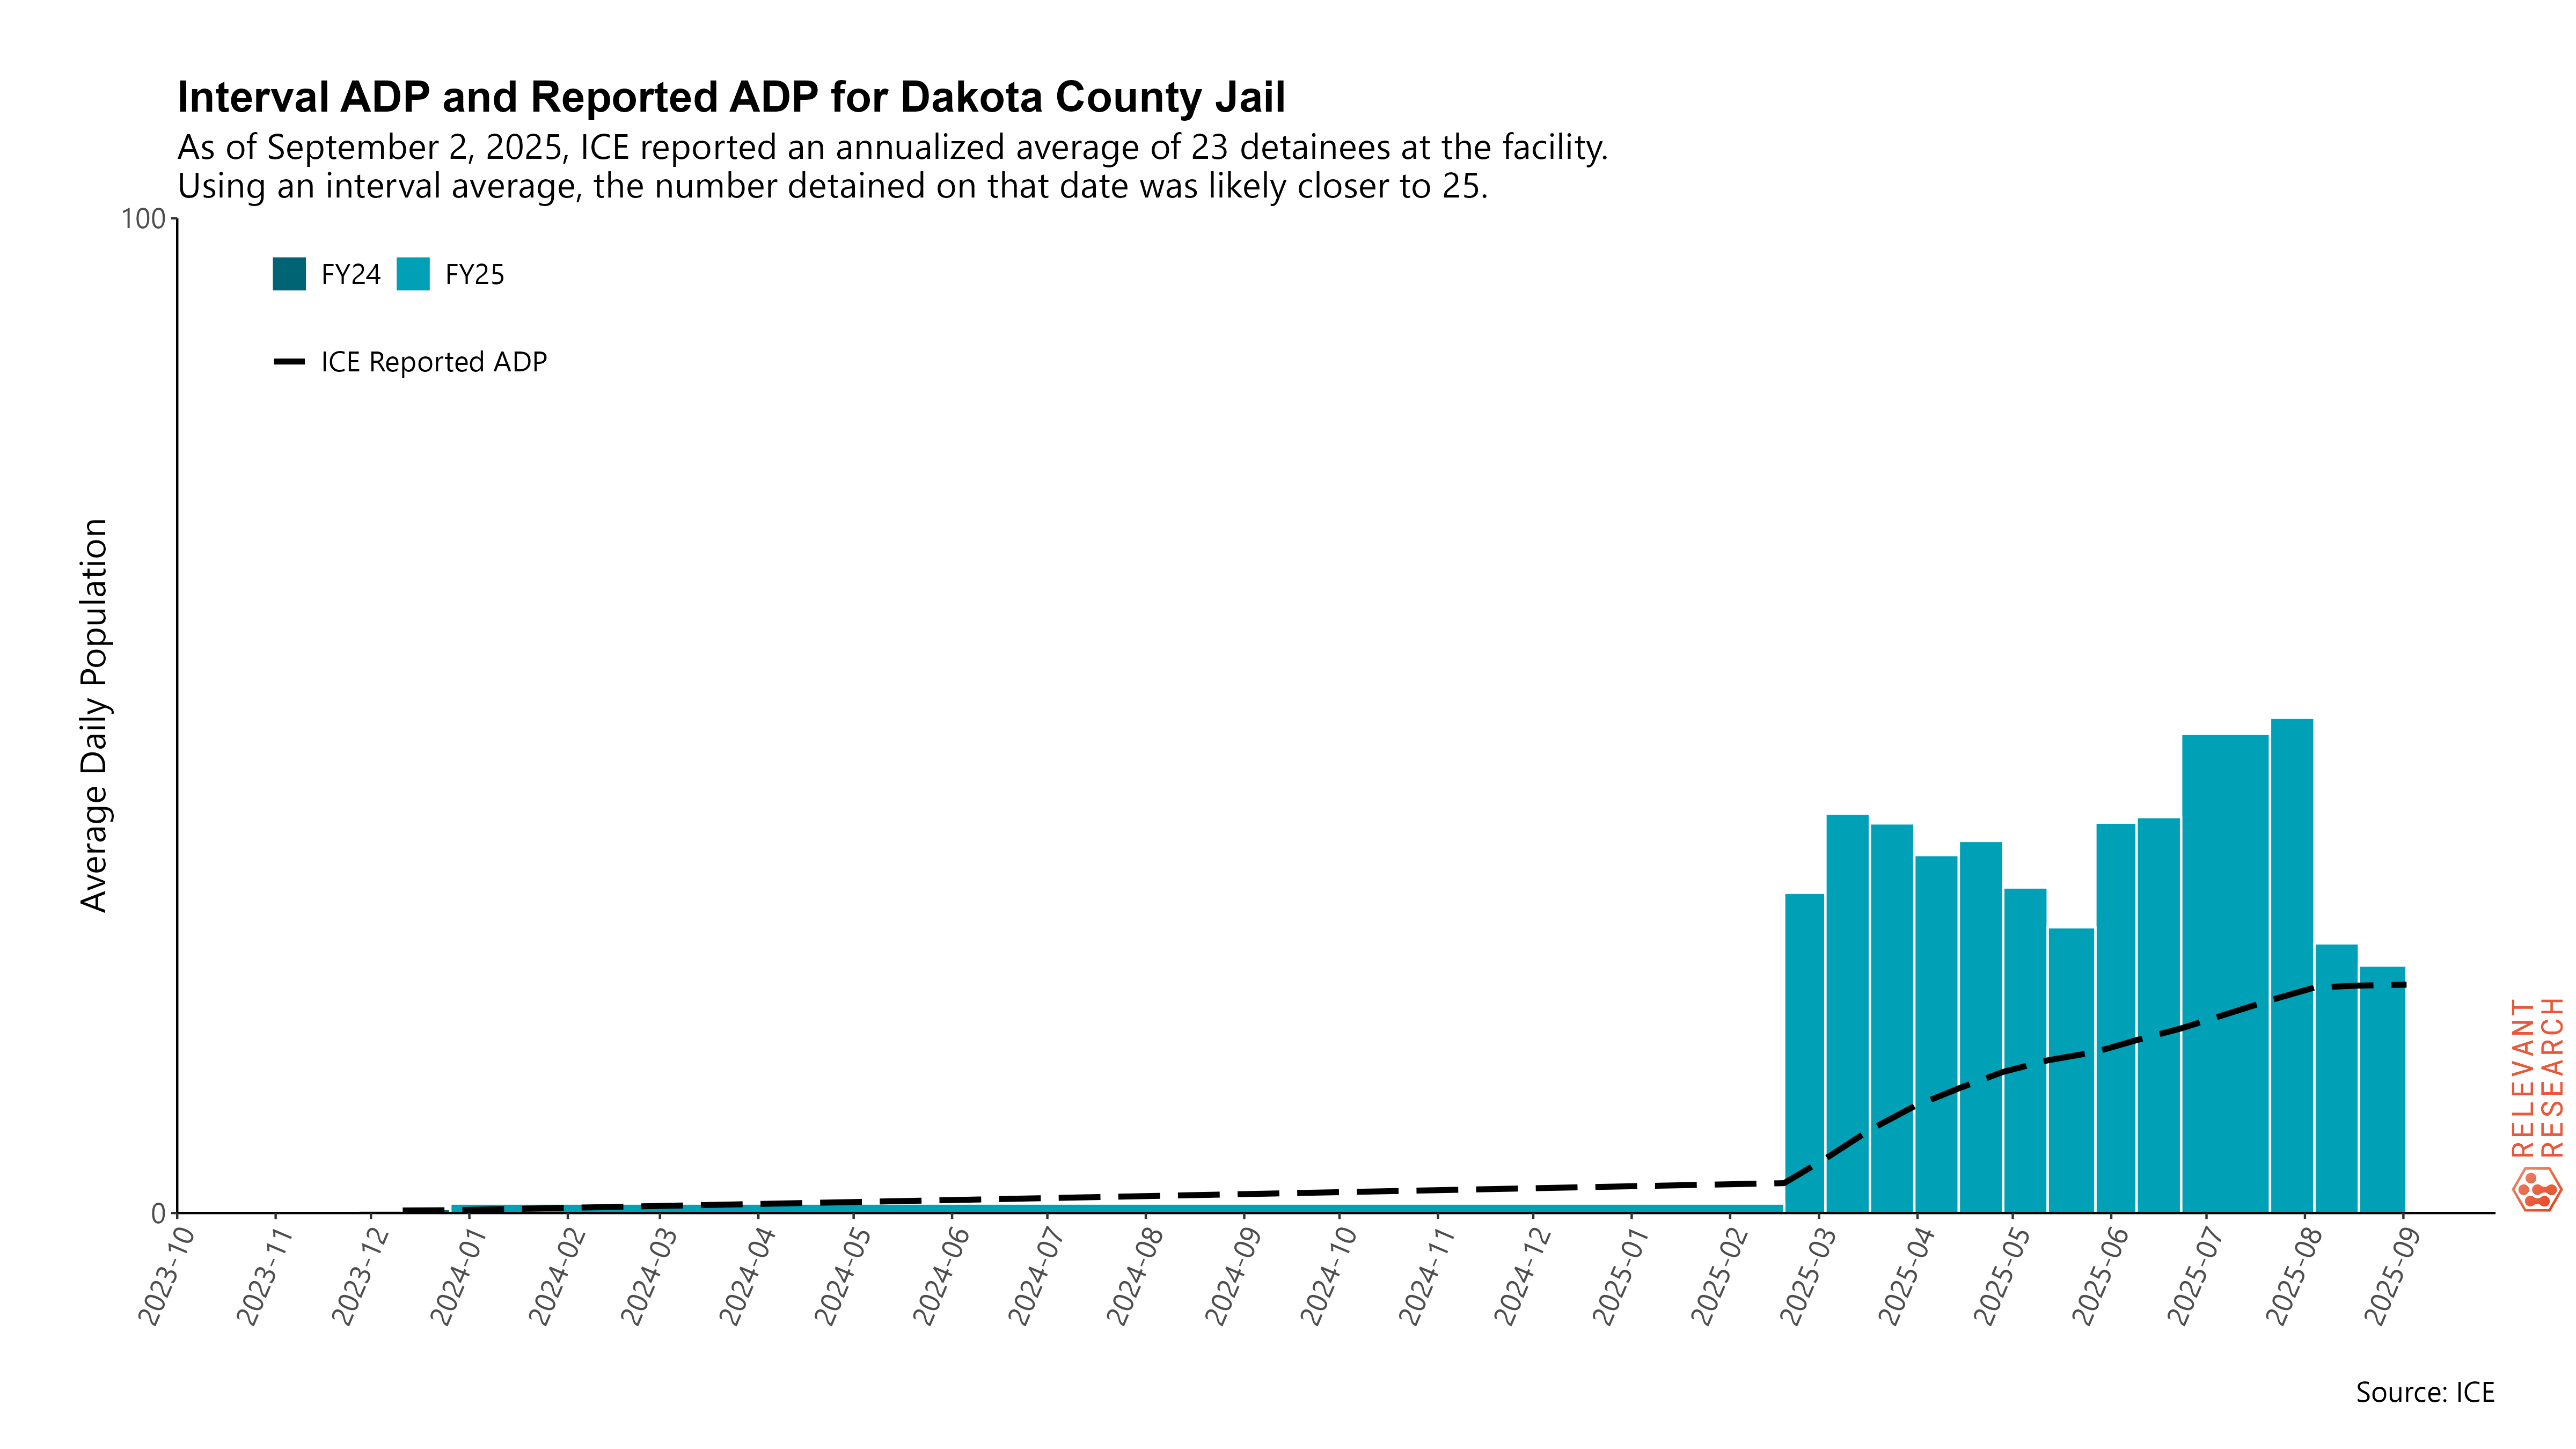 Interval ADP and Reported ADP for Dakota County Jail
As of September 2, 2025, ICE reported an annualized average of 23 detainees at the facility.
Using an interval average, the number detained on that date was likely closer to 25.
100
FY24 FY25
ICE Reported ADP
Average Daily Population
0
2023-10 2023-11 2023-12 2024-01 2024-02 2024-03 2024-04 2024-05 2024-06 2024-07 2024-08 2024-09 2024-10 2024-11 2024-12 2025-01 2025-02 2025-03 2025-04 2025-05 2025-06 2025-07 2025-08 2025-09
RELEVANT
RESEARCH
Source: ICE